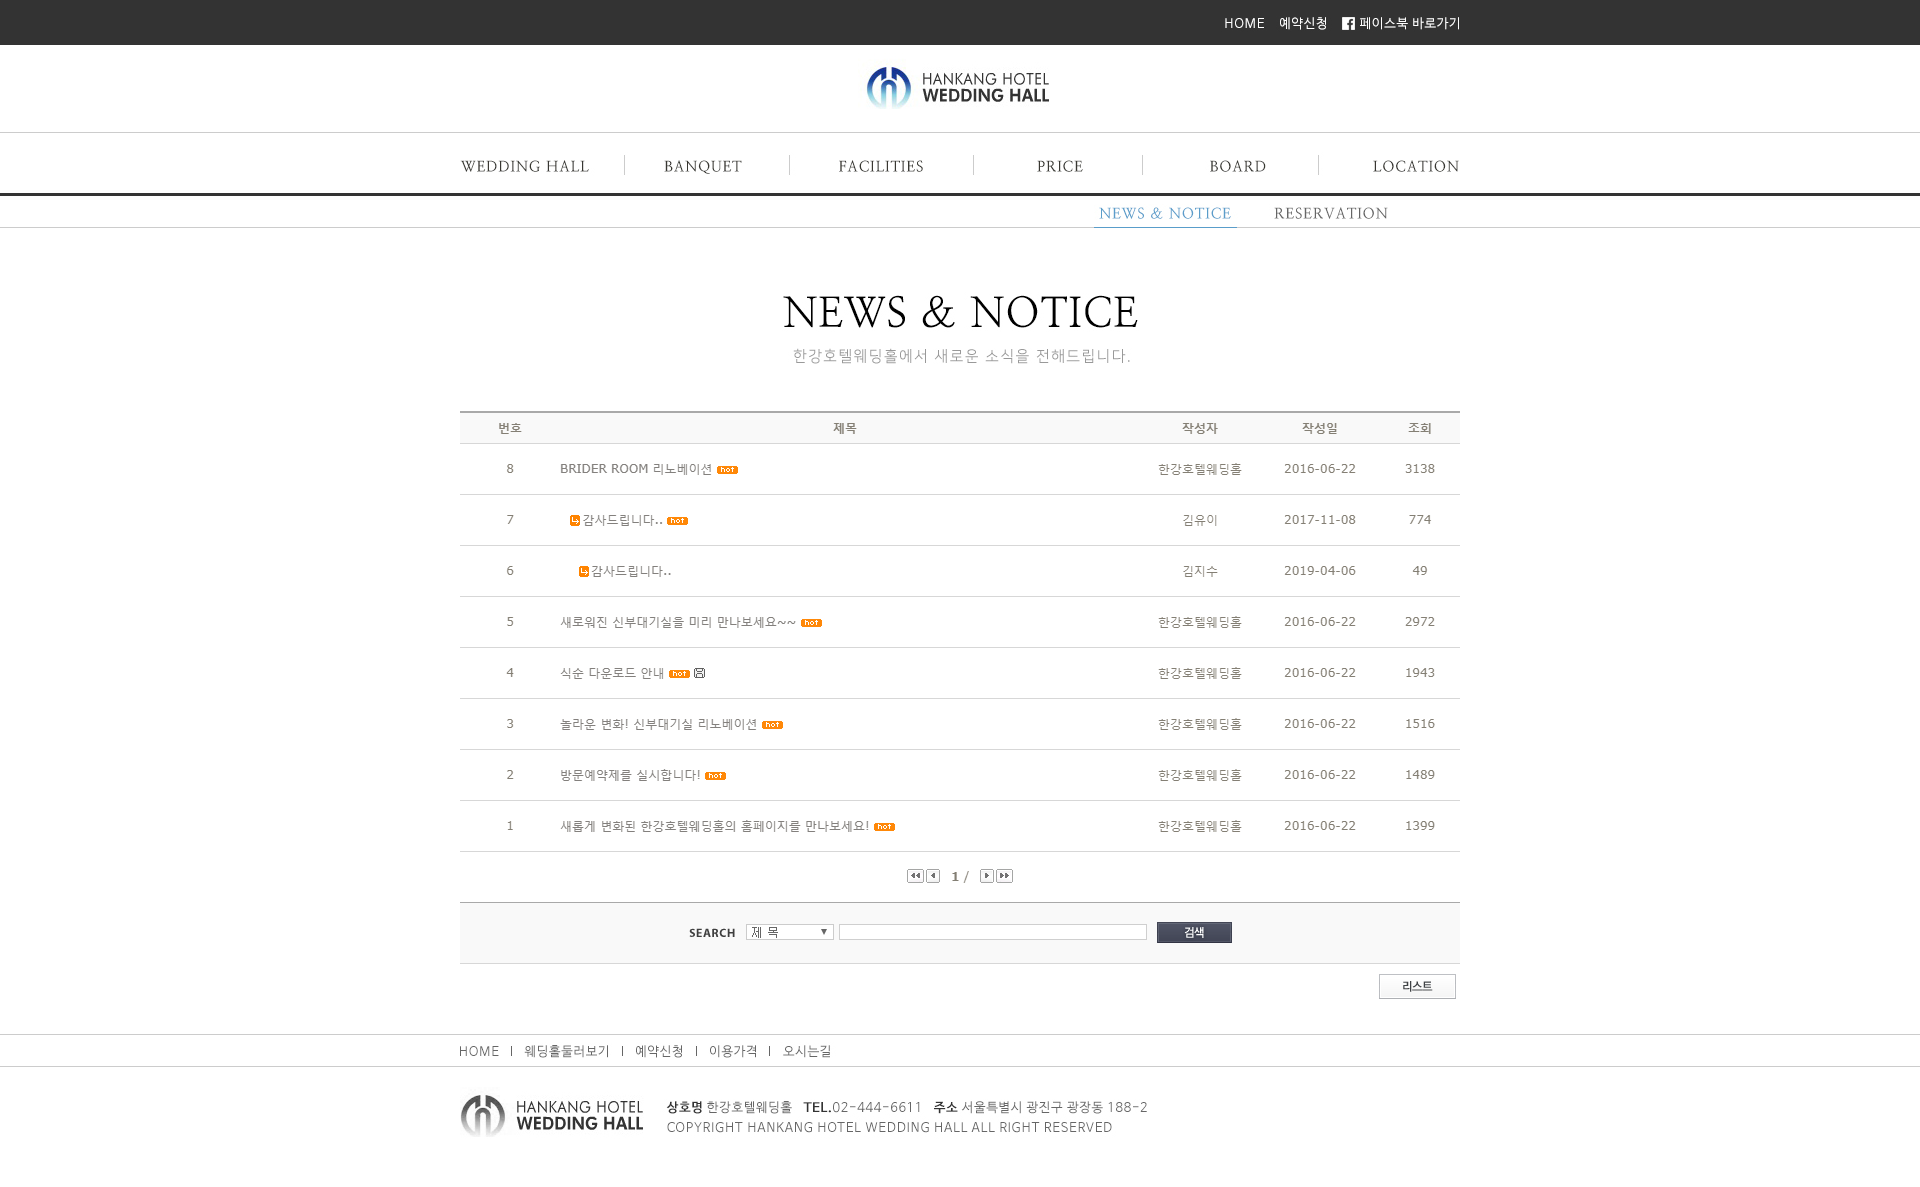 HOME 예약신청 페이스북 바로가기
HANKANG HOTEL
WEDDING HALL
WEDDING HALL BANQUET FACILITIES PRICE BOARD LOCATION
NEWS & NOTICE RESERVATION
NEWS & NOTICE
한강호텔웨딩홀에서 새로운 소식을 전해드립니다.
번호 제목 작성자 작성일 조회
8 BRIDER ROOM 리노베이션 hot 한강호텔웨딩홀 2016-06-22 3138
7 감사드립니다.. hot 김유이 2017-11-08 774
6 감사드립니다.. 김지수 2019-04-06 49
5 새로워진 신부대기실을 미리 만나보세요~~ hot 한강호텔웨딩홀 2016-06-22 2972
4 식순 다운로드 안내 hot 한강호텔웨딩홀 2016-06-22 1943
3 놀라운 변화! 신부대기실 리노베이션 hot 한강호텔웨딩홀 2016-06-22 1516
2 방문예약제를 실시합니다! hot 한강호텔웨딩홀 2016-06-22 1489
1 새롭게 변화된 한강호텔웨딩홀의 홈페이지를 만나보세요! hot 한강호텔웨딩홀 2016-06-22 1399
1 /
SEARCH 제 목 검색
리스트
HOME I 웨딩홀둘러보기 I 예약신청 I 이용가격 I 오시는길
HANKANG HOTEL
WEDDING HALL
상호명 한강호텔웨딩홀 TEL.02-444-6611 주소 서울특별시 광진구 광장동 188-2
COPYRIGHT HANKANG HOTEL WEDDING HALL ALL RIGHT RESERVED